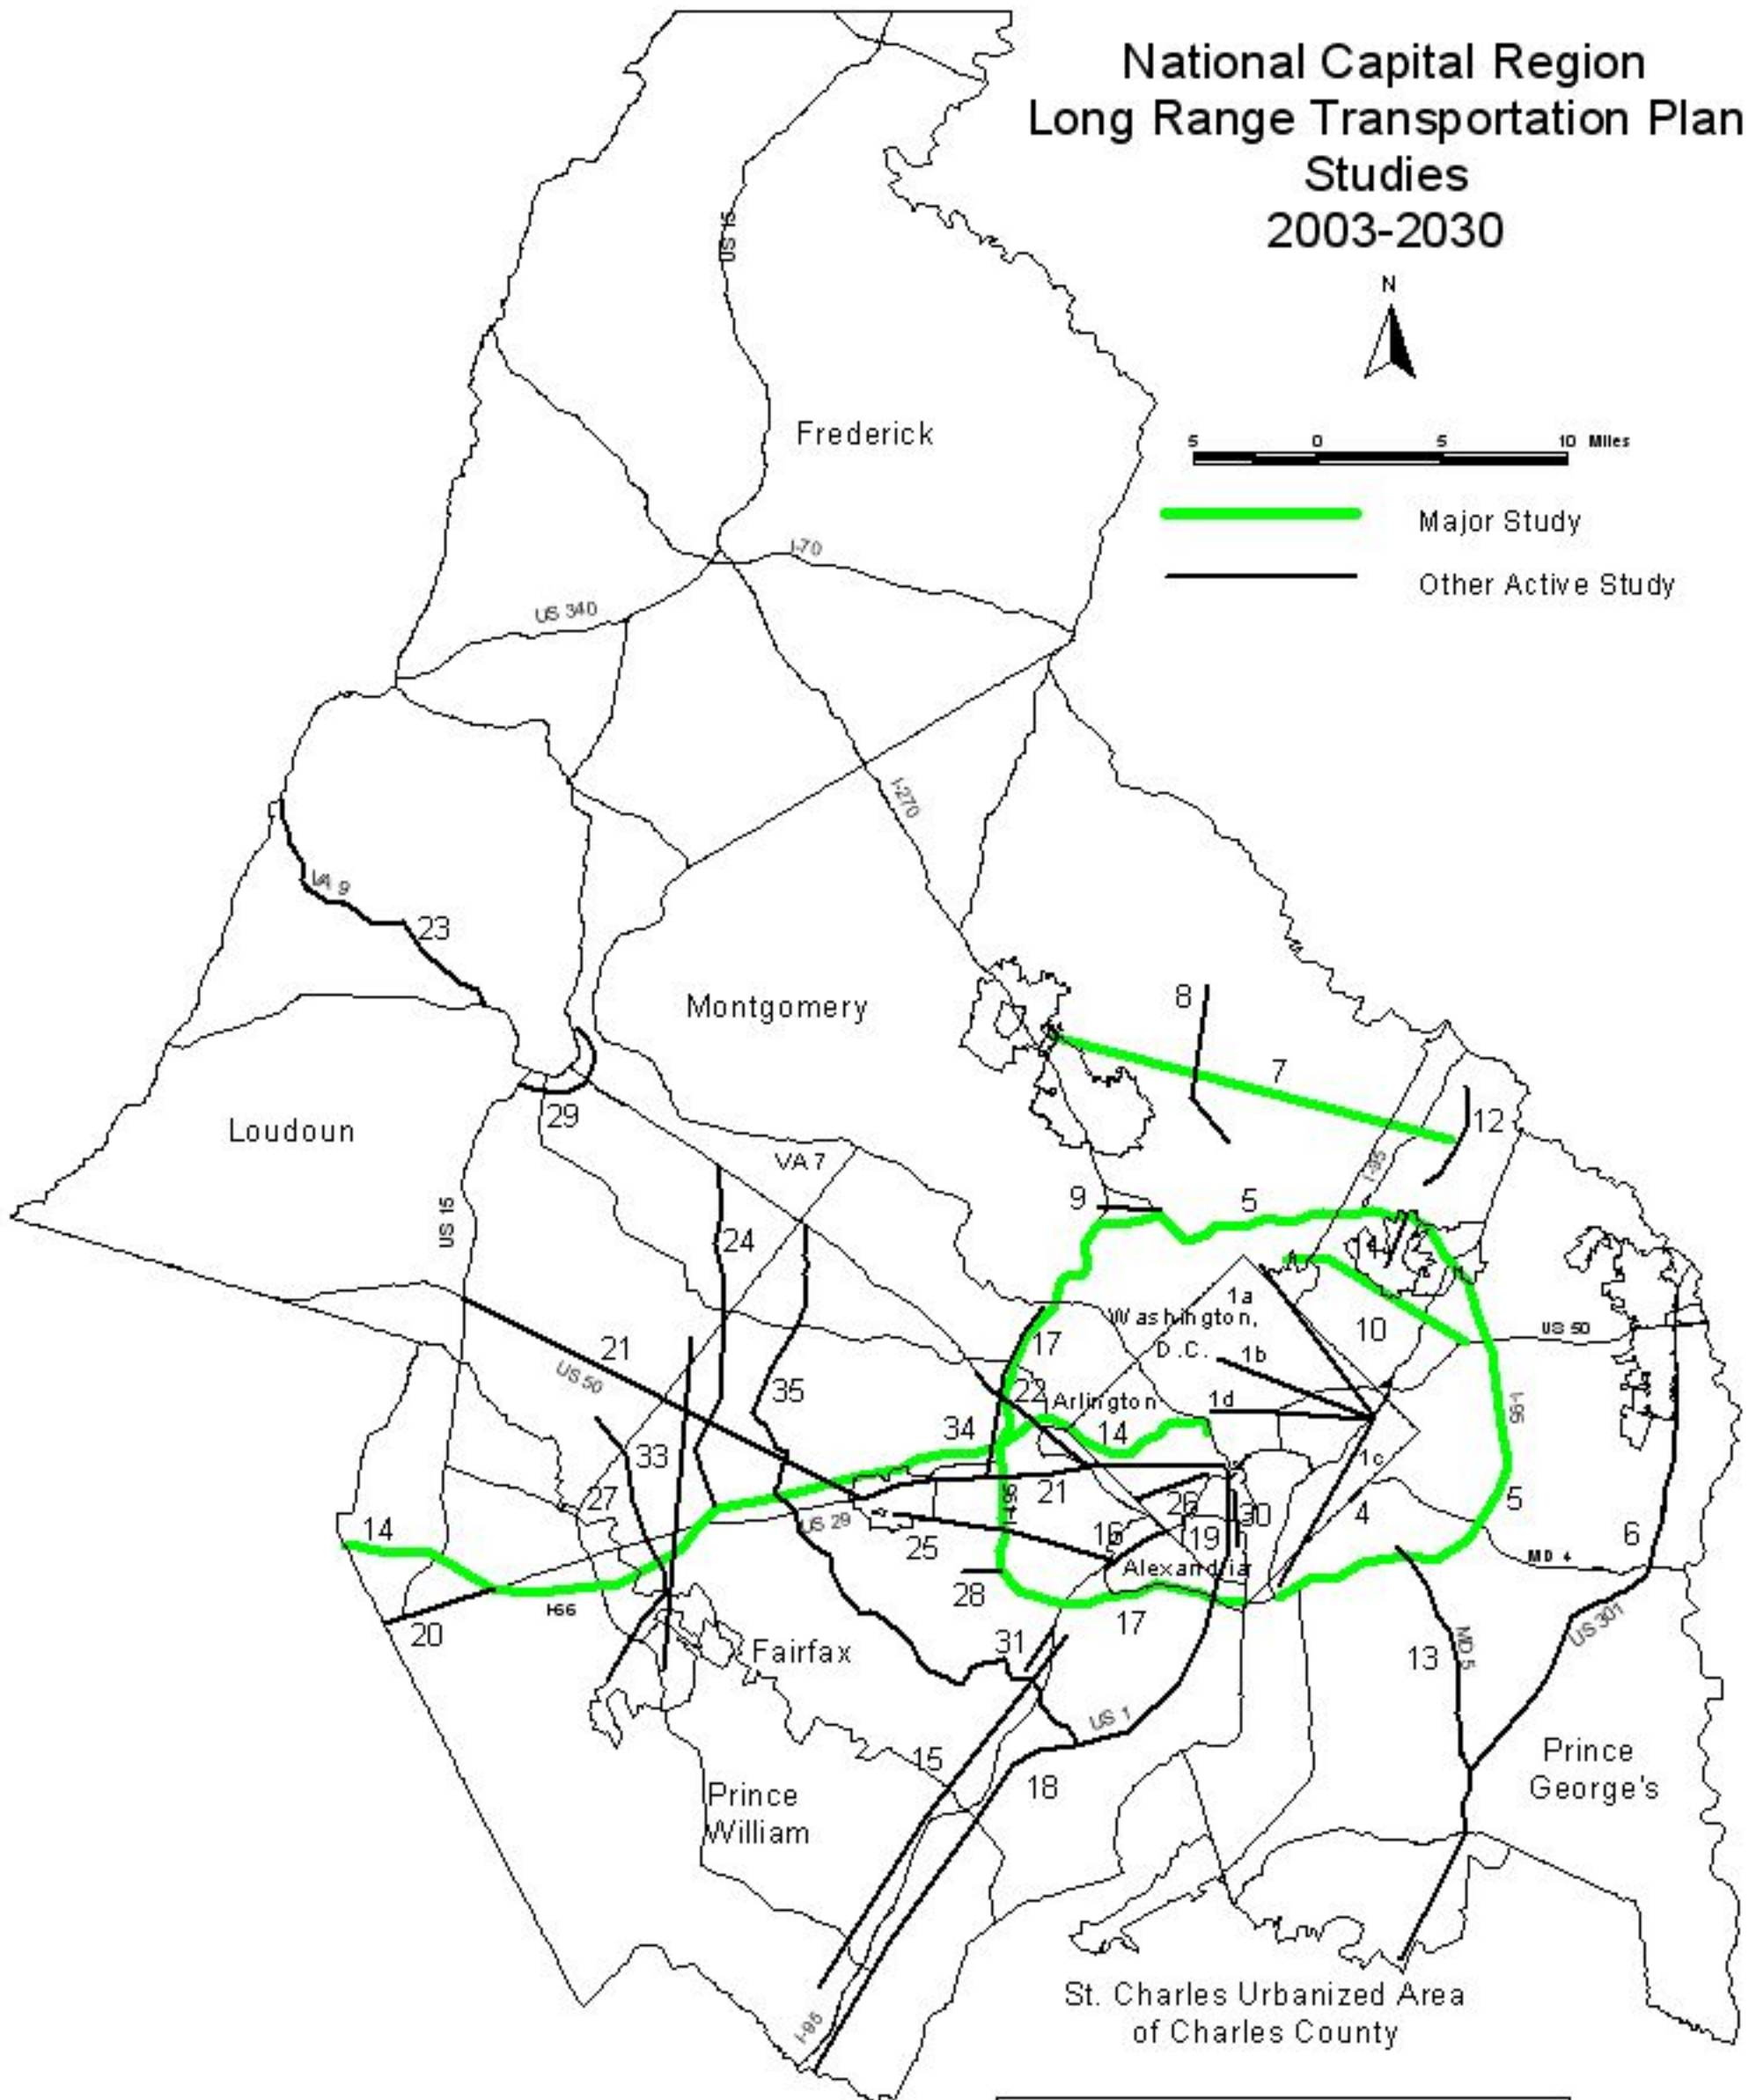 National Capital Region
Long Range Transportation Plan
Studies
2003-2030
N
5 0 5 10 Miles
Major Study
Other Active Study
US 15
Frederick
I-70
US 340
I-270
VA 9
23
Montgomery
8
7
12
29
Loudoun
VA 7
I-95
9
5
US 15
24
11
1a
Washington,
D.C.
10
US 50
17
1b
21
US 50
35
22
Arlington
1d
I-95
34
14
33
1c
27
I-495
21
26
30
4
5
14
US 29
25
16
19
6
Alexandria
MD 4
28
I-66
17
20
31
US 301
Fairfax
13
MD 5
US 1
15
Prince
George's
18
Prince
William
St. Charles Urbanized Area
of Charles County
I-95